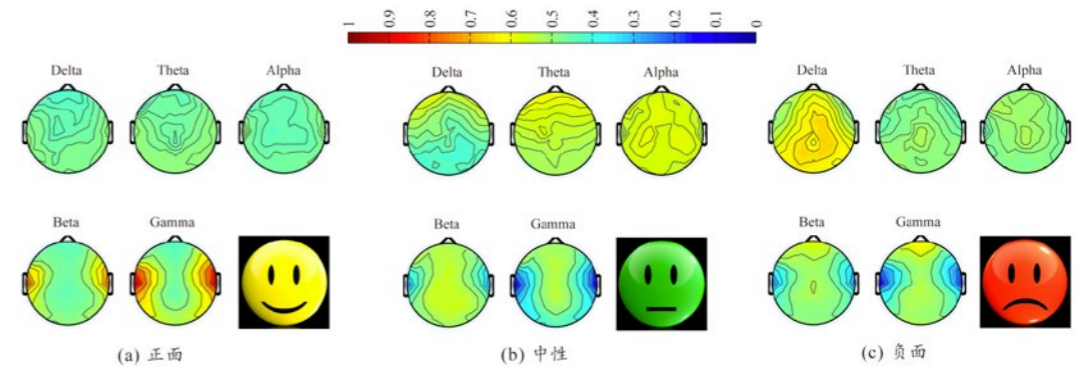 1 0.9 0.8 0.7 0.6 0.5 0.4 0.3 0.2 0.1 0
Delta Theta Alpha Delta Theta Alpha Delta Theta Alpha
Beta Gamma Beta Gamma Beta Gamma
(a) 正面 (b) 中性 (c) 负面